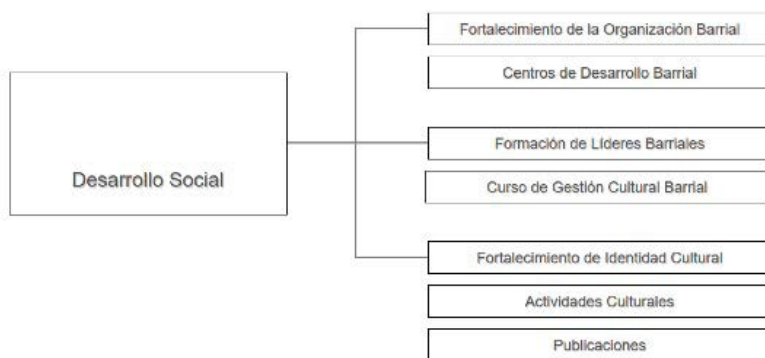 Desarrollo Social
Fortalecimiento de la Organización Barrial
Centros de Desarrollo Barrial
Formación de Líderes Barriales
Curso de Gestión Cultural Barrial
Fortalecimiento de Identidad Cultural
Actividades Culturales
Publicaciones